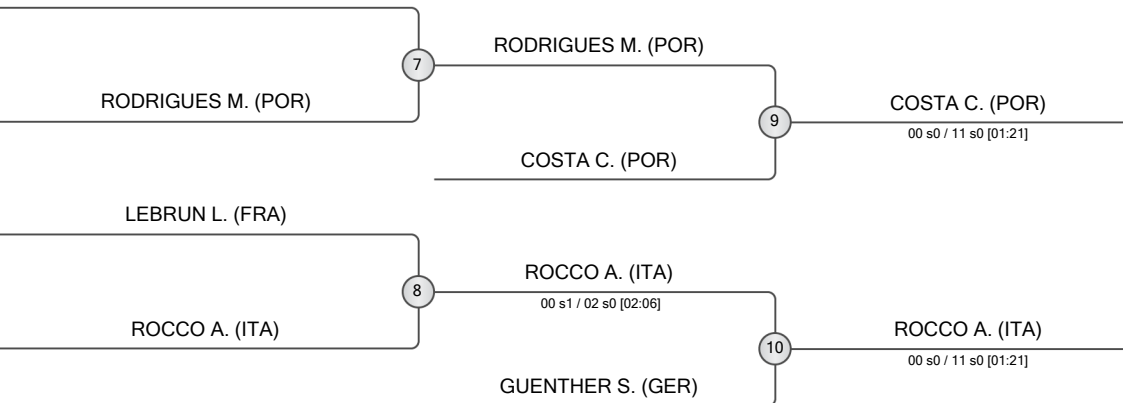 RODRIGUES M. (POR)
7
RODRIGUES M. (POR)
COSTA C. (POR)
9
COSTA C. (POR)
00 s0 / 11 s0 [01:21]
LEBRUN L. (FRA)
ROCCO A. (ITA)
8
ROCCO A. (ITA)
00 s1 / 02 s0 [02:06]
GUENTHER S. (GER)
10
ROCCO A. (ITA)
00 s0 / 11 s0 [01:21]